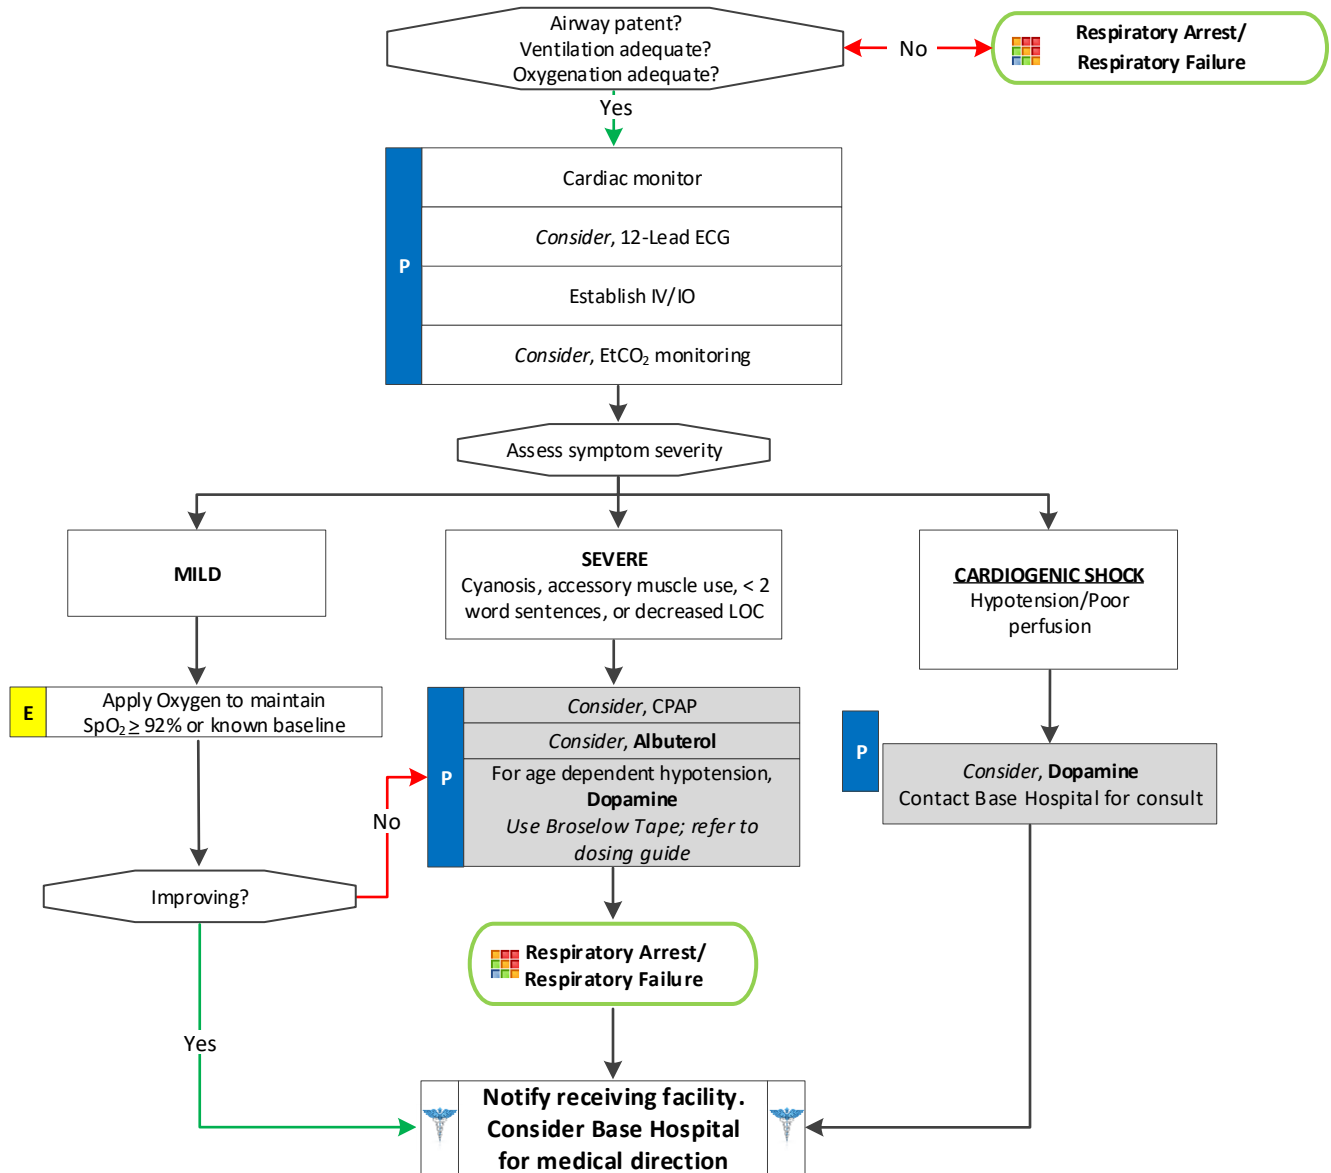 Airway patent?
Ventilation adequate?
Oxygenation adequate?
No
Respiratory Arrest/
Respiratory Failure
Yes
P
Cardiac monitor
Consider, 12-Lead ECG
Establish IV/IO
Consider, EtCO₂ monitoring
Assess symptom severity
MILD
SEVERE
Cyanosis, accessory muscle use, < 2
word sentences, or decreased LOC
CARDIOGENIC SHOCK
Hypotension/Poor
perfusion
E
Apply Oxygen to maintain
SpO₂ ≥ 92% or known baseline
P
Consider, CPAP
Consider, Albuterol
For age dependent hypotension,
Dopamine
Use Broselow Tape; refer to
dosing guide
P
Consider, Dopamine
Contact Base Hospital for consult
No
Improving?
Respiratory Arrest/
Respiratory Failure
Yes
Notify receiving facility.
Consider Base Hospital
for medical direction